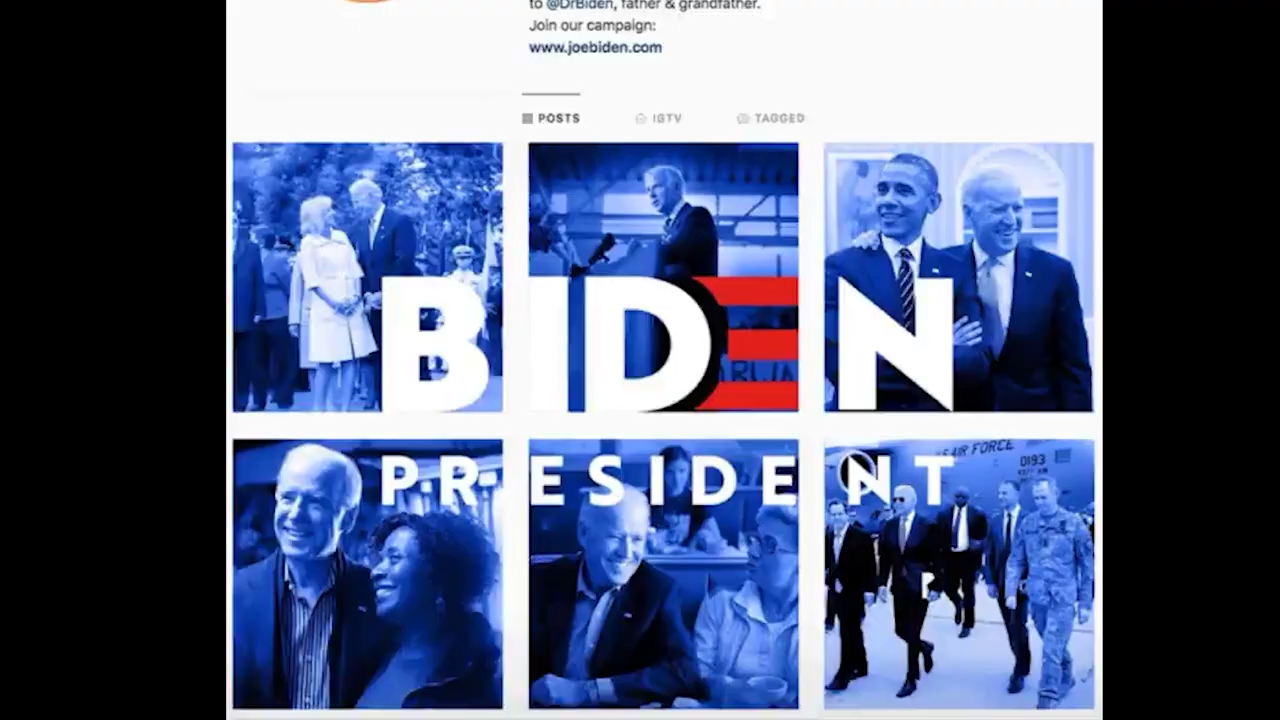 to @DrBiden, father & grandfather.
Join our campaign:
www.joebiden.com
POSTS IGTV TAGGED
BIDEN
PRESIDENT
AIR FORCE
0193